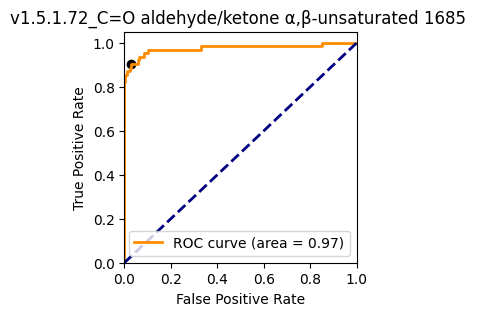 v1.5.1.72_C=O aldehyde/ketone α,β-unsaturated 1685
1.0
0.8
0.6
0.4
0.2
0.0
True Positive Rate
ROC curve (area = 0.97)
0.0 0.2 0.4 0.6 0.8 1.0
False Positive Rate